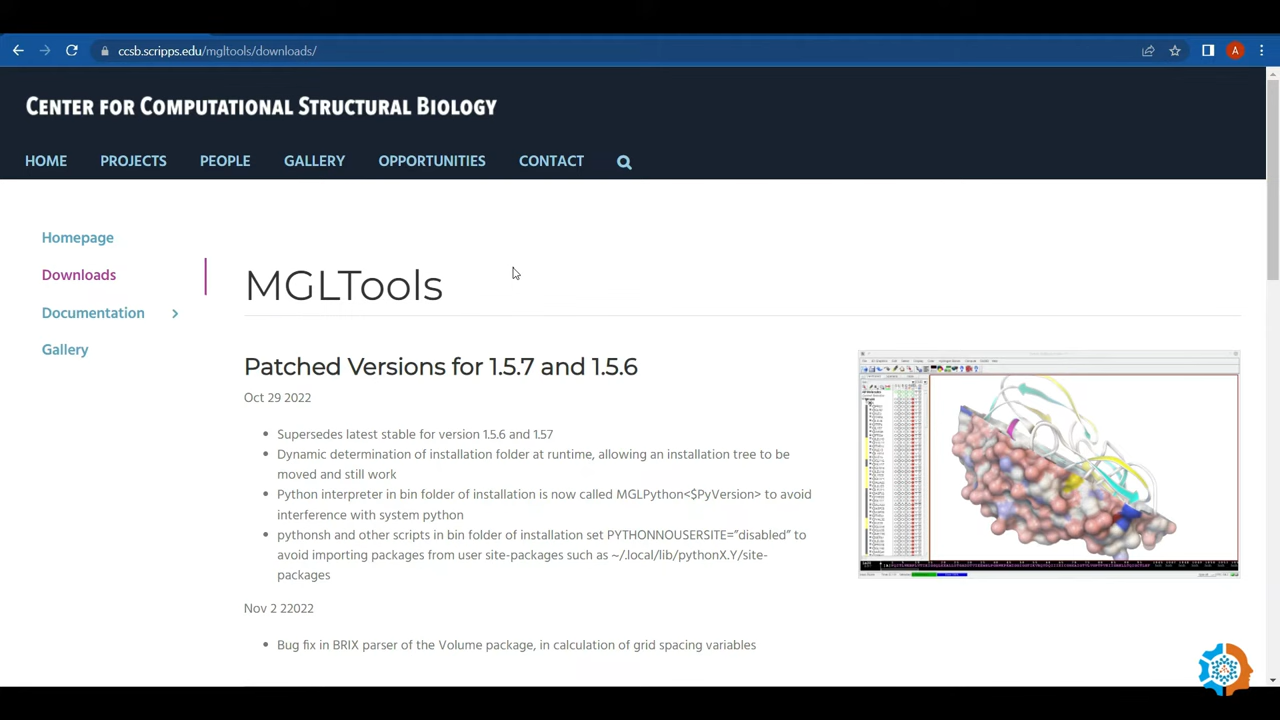 ccsb.scripps.edu/mgltools/downloads/
A
CENTER FOR COMPUTATIONAL STRUCTURAL BIOLOGY
HOME PROJECTS PEOPLE GALLERY OPPORTUNITIES CONTACT
Homepage
Downloads
Documentation
Gallery
MGLTools
Patched Versions for 1.5.7 and 1.5.6
Oct 29 2022
Supersedes latest stable for version 1.5.6 and 1.57
Dynamic determination of installation folder at runtime, allowing an installation tree to be
moved and still work
Python interpreter in bin folder of installation is now called MGLPython<$PyVersion> to avoid
interference with system python
pythonsh and other scripts in bin folder of installation set PYTHONNOUSERSITE="disabled" to
avoid importing packages from user site-packages such as ~/.local/lib/pythonX.Y/site-
packages
Nov 2 22022
Bug fix in BRIX parser of the Volume package, in calculation of grid spacing variables